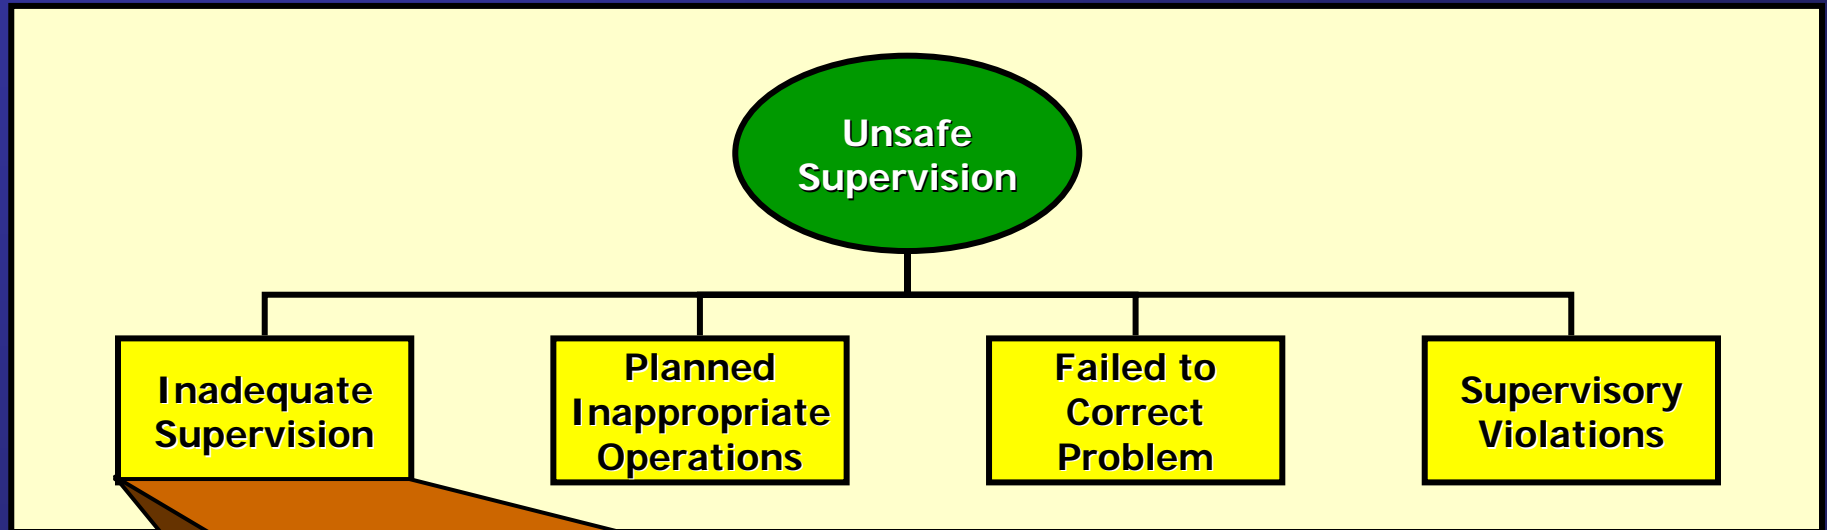 Unsafe
Supervision
Inadequate
Supervision
Planned
Inappropriate
Operations
Failed to
Correct
Problem
Supervisory
Violations